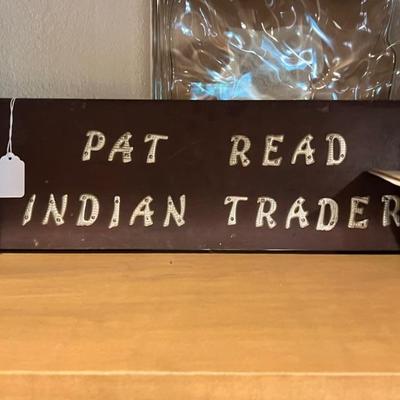 PAT READ
INDIAN TRADER